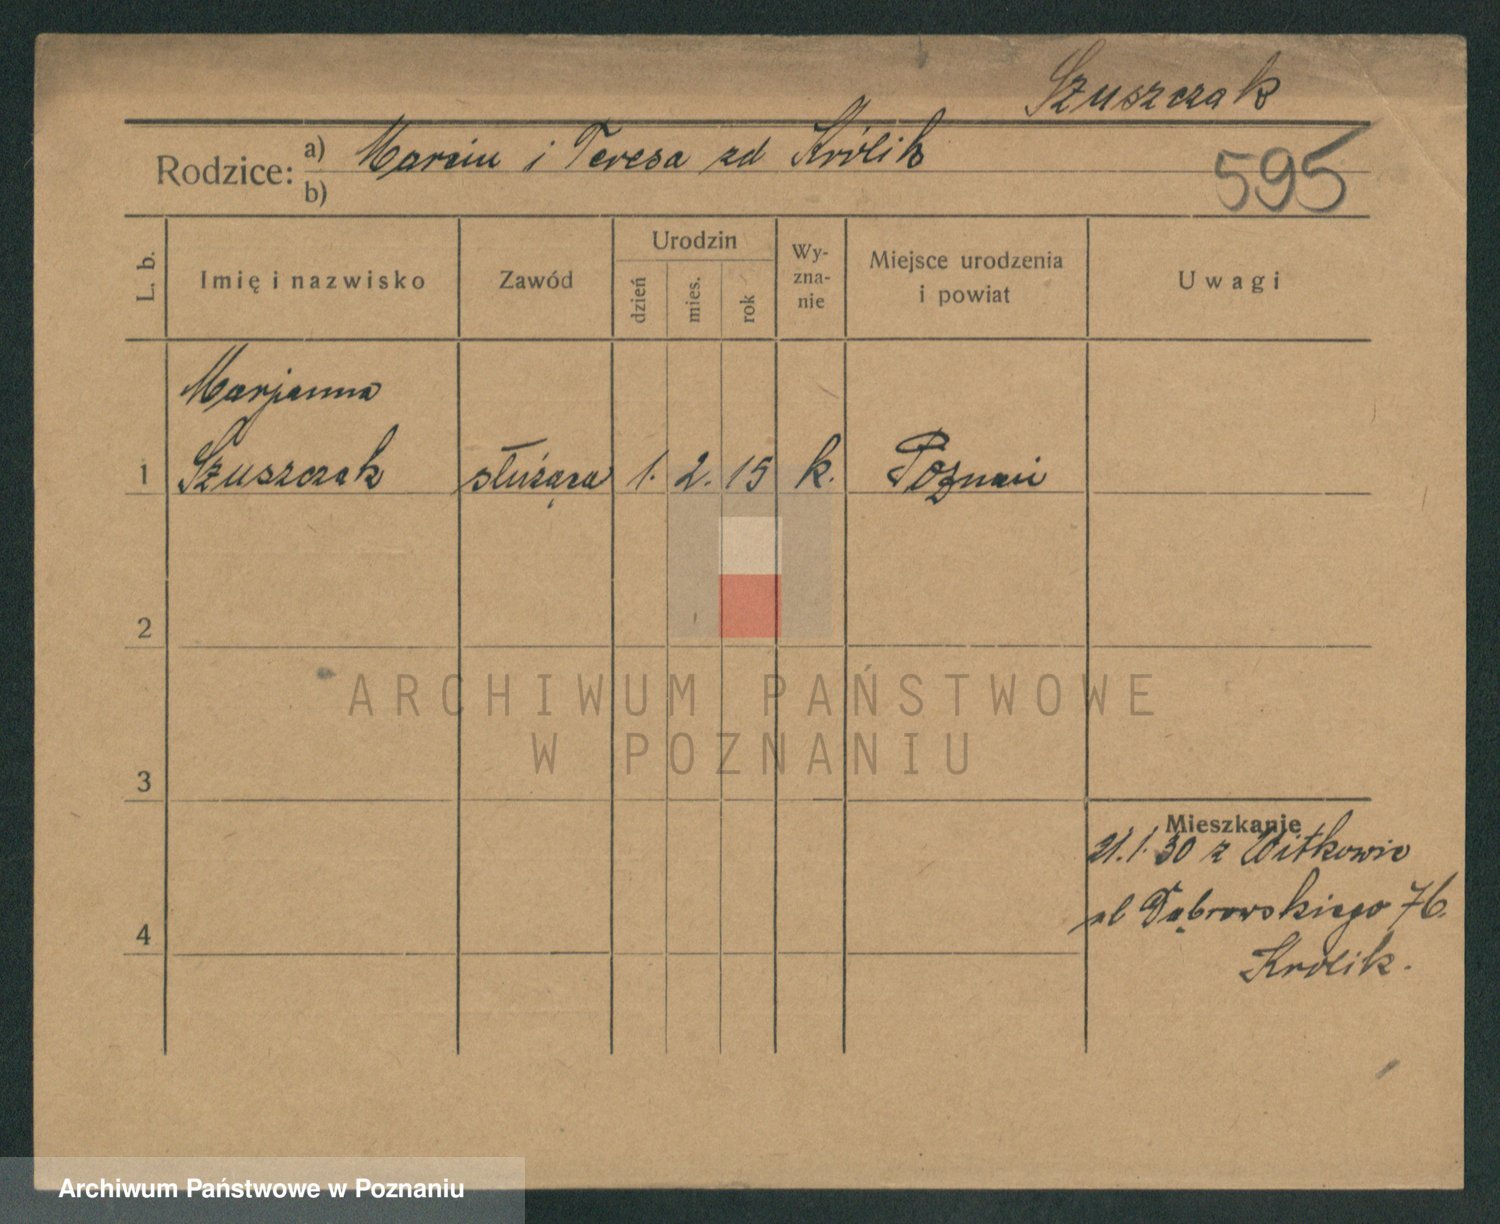 Szuszczak
Rodzice: a) Marcin i Teresa zd Królik
b)
595
L. b.
Imię i nazwisko
Zawód
Urodzin
dzień
mies.
rok
Wy-
zna-
nie
Miejsce urodzenia
i powiat
Uwagi
Marjanna
1 Szuszczak służąca 1. 2. 15 k. Poznań
2
ARCHIWUM PAŃSTWOWE
W POZNANIU
3
Mieszkanie
21.1.30 z Witkowic
ul Dąbrowskiego 76.
4
Królik.
Archiwum Państwowe w Poznaniu